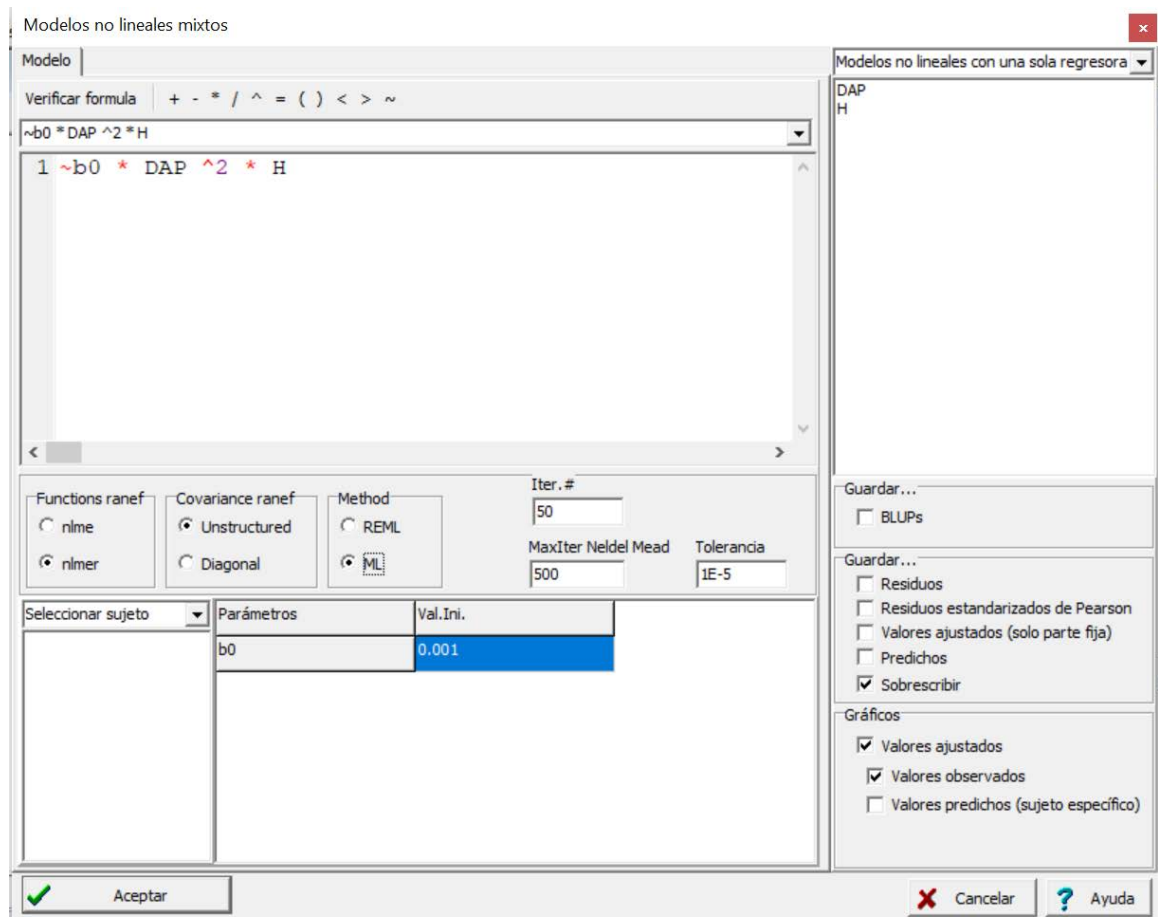 Modelos no lineales mixtos
Modelo
Verificar formula + - * / ^ = ( ) < > ~
~b0 * DAP ^2 * H
1 ~b0 * DAP ^2 * H
Functions ranef
nlme
nlmer
Covariance ranef
Unstructured
Diagonal
Method
REML
ML
Iter.#
50
MaxIter Neldel Mead
500
Tolerancia
1E-5
Seleccionar sujeto
Parámetros Val.Ini.
b0 0.001
Modelos no lineales con una sola regresora
DAP
H
Guardar...
BLUPs
Guardar...
Residuos
Residuos estandarizados de Pearson
Valores ajustados (solo parte fija)
Predichos
Sobrescribir
Gráficos
Valores ajustados
Valores observados
Valores predichos (sujeto específico)
Aceptar
Cancelar
Ayuda